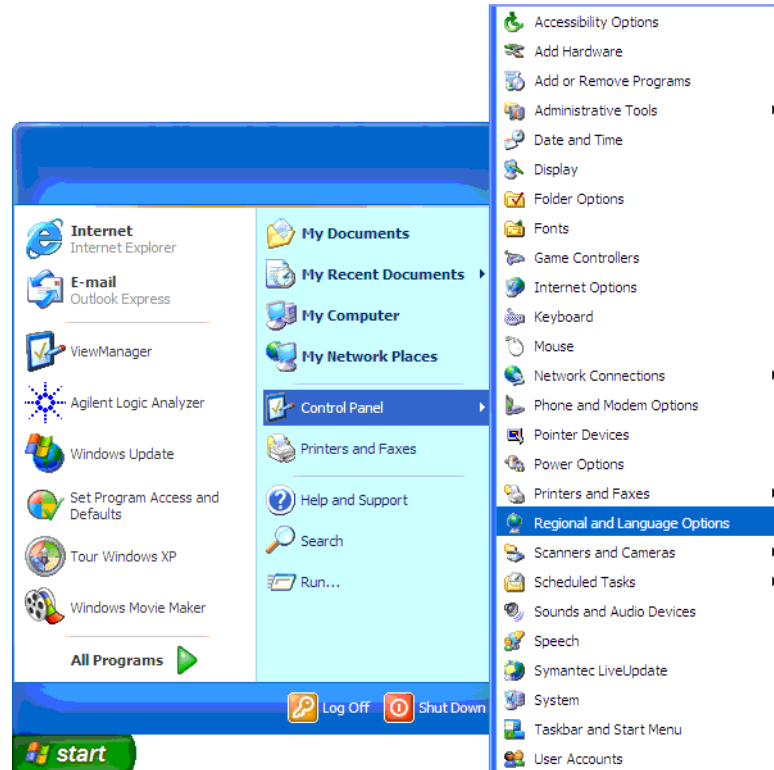 Internet
Internet Explorer
E-mail
Outlook Express
ViewManager
Agilent Logic Analyzer
Windows Update
Set Program Access and
Defaults
Tour Windows XP
Windows Movie Maker
All Programs
My Documents
My Recent Documents
My Computer
My Network Places
Control Panel
Printers and Faxes
Help and Support
Search
Run...
Log Off
Shut Down
start
Accessibility Options
Add Hardware
Add or Remove Programs
Administrative Tools
Date and Time
Display
Folder Options
Fonts
Game Controllers
Internet Options
Keyboard
Mouse
Network Connections
Phone and Modem Options
Pointer Devices
Power Options
Printers and Faxes
Regional and Language Options
Scanners and Cameras
Scheduled Tasks
Sounds and Audio Devices
Speech
Symantec LiveUpdate
System
Taskbar and Start Menu
User Accounts